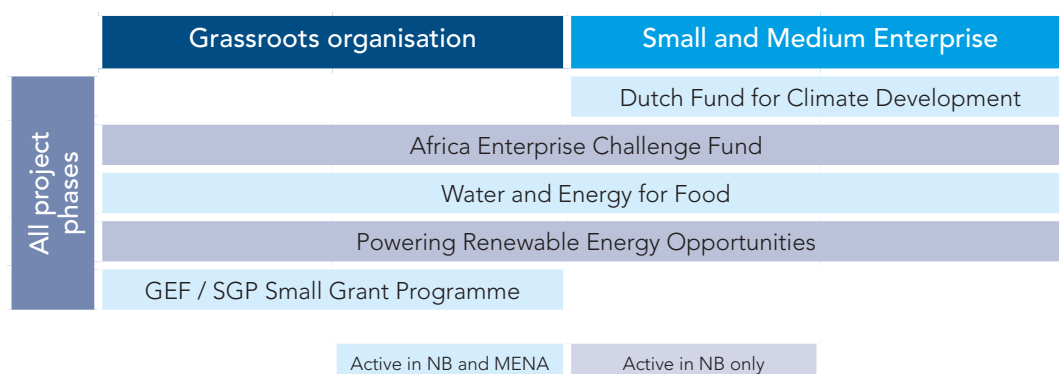 Grassroots organisation
Small and Medium Enterprise
All project
phases
Dutch Fund for Climate Development
Africa Enterprise Challenge Fund
Water and Energy for Food
Powering Renewable Energy Opportunities
GEF / SGP Small Grant Programme
Active in NB and MENA
Active in NB only